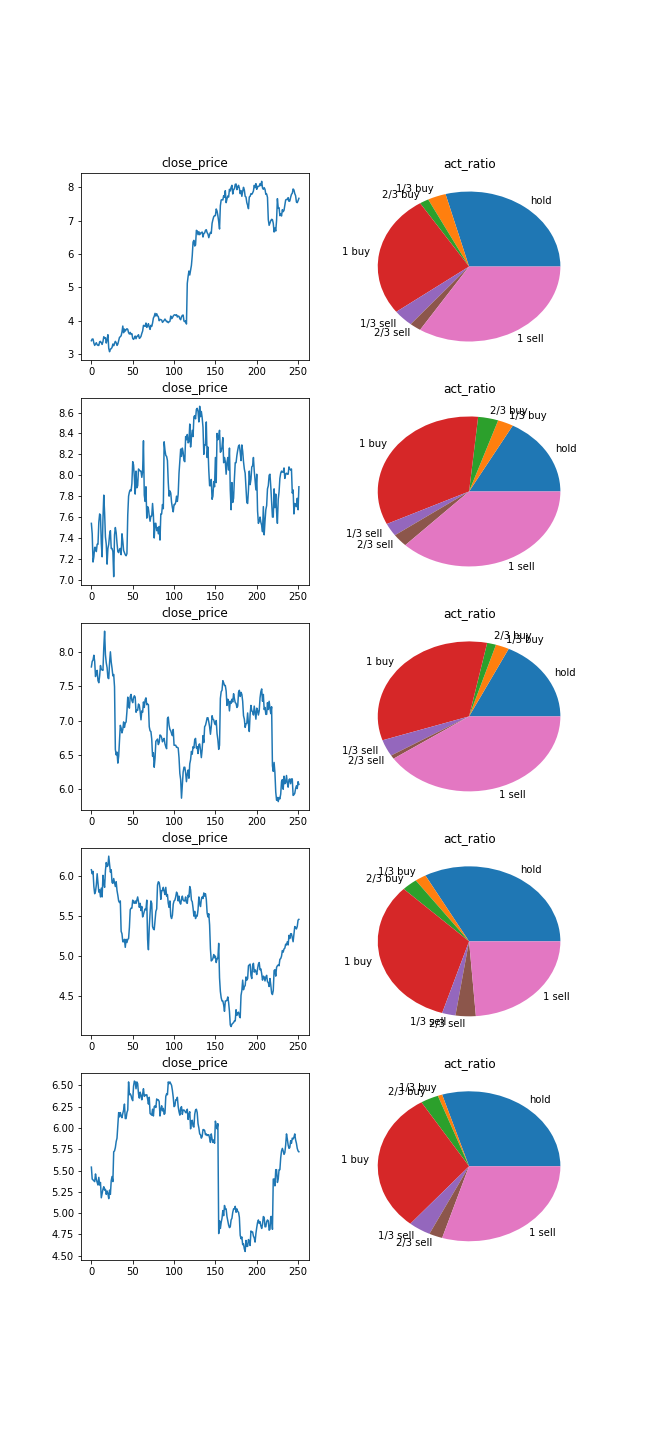 close_price
8
7
6
5
4
3
0 50 100 150 200 250
act_ratio
hold
1/3 buy
2/3 buy
1 buy
1/3 sell
2/3 sell
1 sell
close_price
8.6
8.4
8.2
8.0
7.8
7.6
7.4
7.2
7.0
0 50 100 150 200 250
act_ratio
hold
1/3 buy
2/3 buy
1 buy
1/3 sell
2/3 sell
1 sell
close_price
8.0
7.5
7.0
6.5
6.0
0 50 100 150 200 250
act_ratio
hold
1/3 buy
2/3 buy
1 buy
1/3 sell
2/3 sell
1 sell
close_price
6.0
5.5
5.0
4.5
0 50 100 150 200 250
act_ratio
hold
1/3 buy
2/3 buy
1 buy
1/3 sell
2/3 sell
1 sell
close_price
6.50
6.25
6.00
5.75
5.50
5.25
5.00
4.75
4.50
0 50 100 150 200 250
act_ratio
hold
1/3 buy
2/3 buy
1 buy
1/3 sell
2/3 sell
1 sell